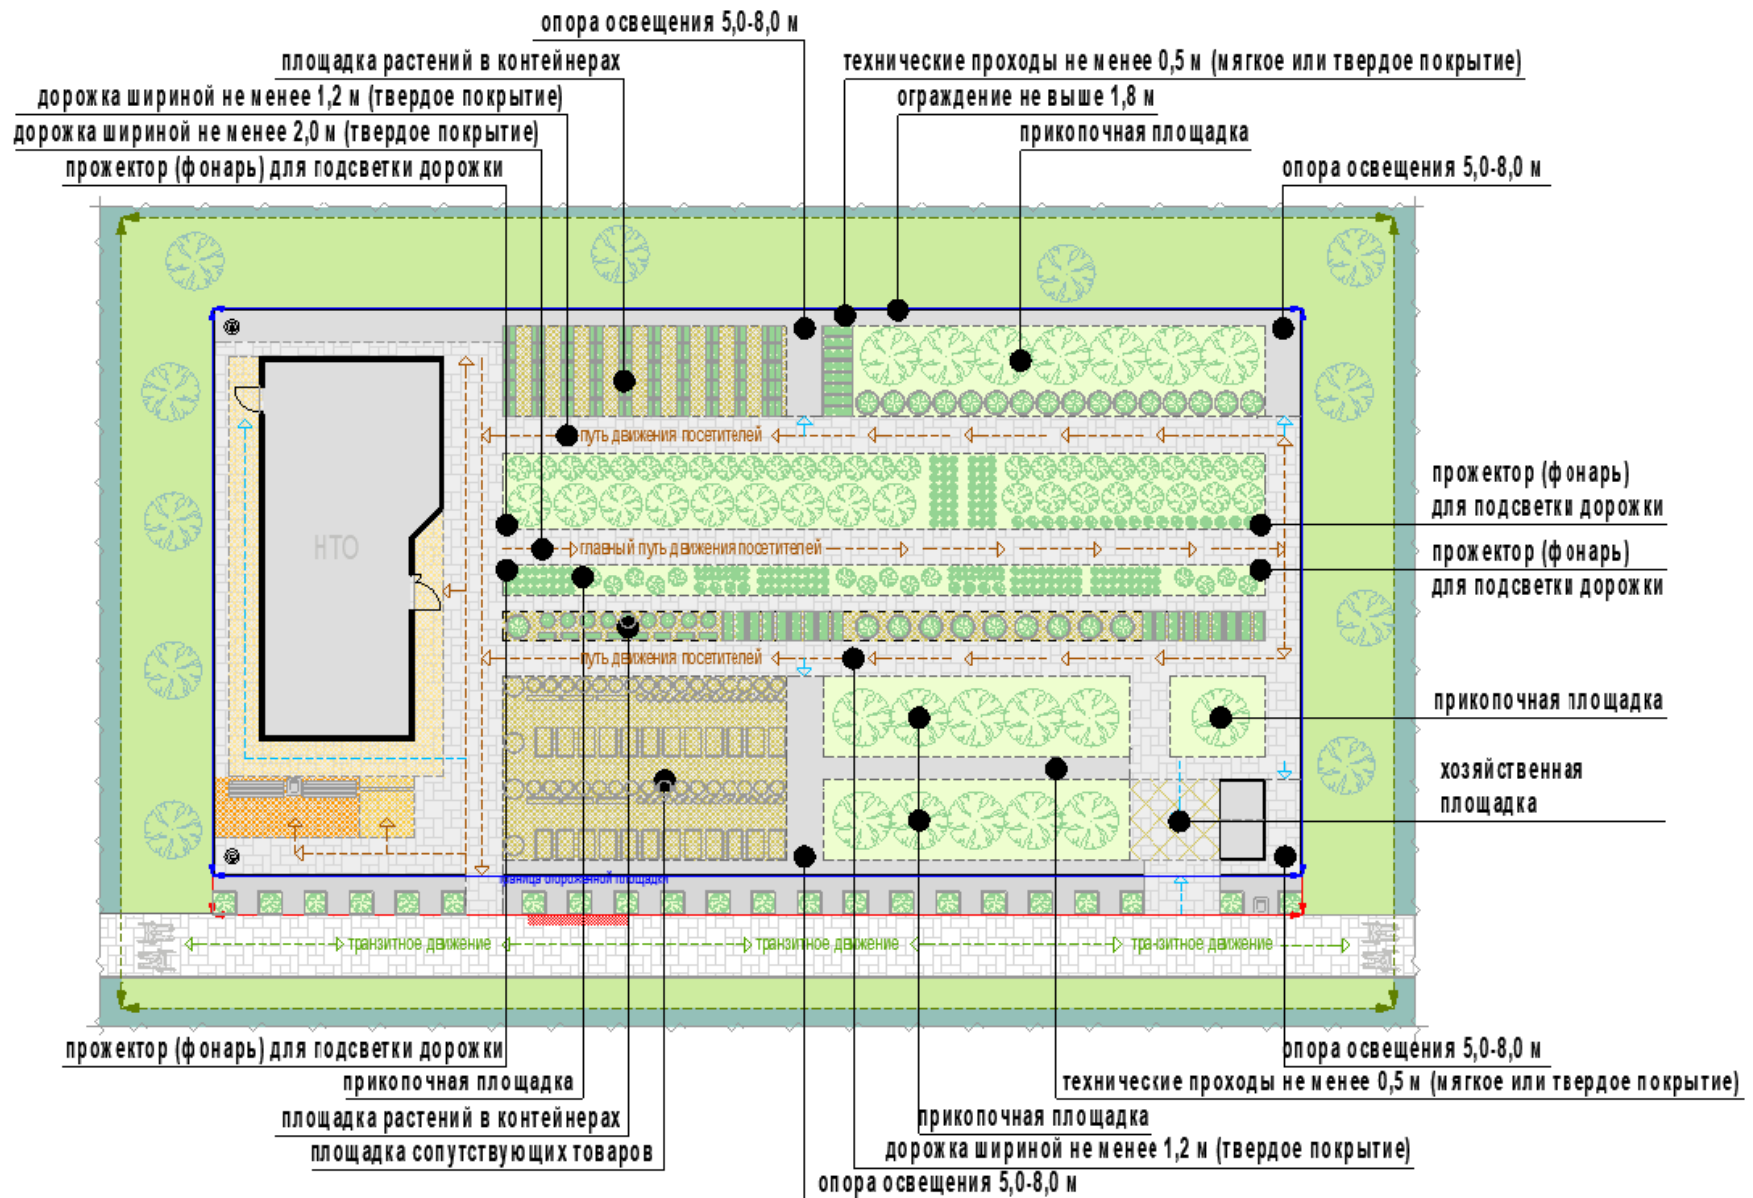 опора освещения 5,0-8,0 м
площадка растений в контейнерах
технические проходы не менее 0,5 м (мягкое или твердое покрытие)
дорожка шириной не менее 1,2 м (твердое покрытие)
ограждение не выше 1,8 м
дорожка шириной не менее 2,0 м (твердое покрытие)
прикопочная площадка
прожектор (фонарь) для подсветки дорожки
опора освещения 5,0-8,0 м
путь движения посетителей
прожектор (фонарь)
для подсветки дорожки
НТО
главный путь движения посетителей
прожектор (фонарь)
для подсветки дорожки
путь движения посетителей
прикопочная площадка
хозяйственная
площадка
граница огороженной площадки
транзитное движение
транзитное движение
транзитное движение
прожектор (фонарь) для подсветки дорожки
опора освещения 5,0-8,0 м
прикопочная площадка
технические проходы не менее 0,5 м (мягкое или твердое покрытие)
площадка растений в контейнерах
прикопочная площадка
площадка сопутствующих товаров
дорожка шириной не менее 1,2 м (твердое покрытие)
опора освещения 5,0-8,0 м